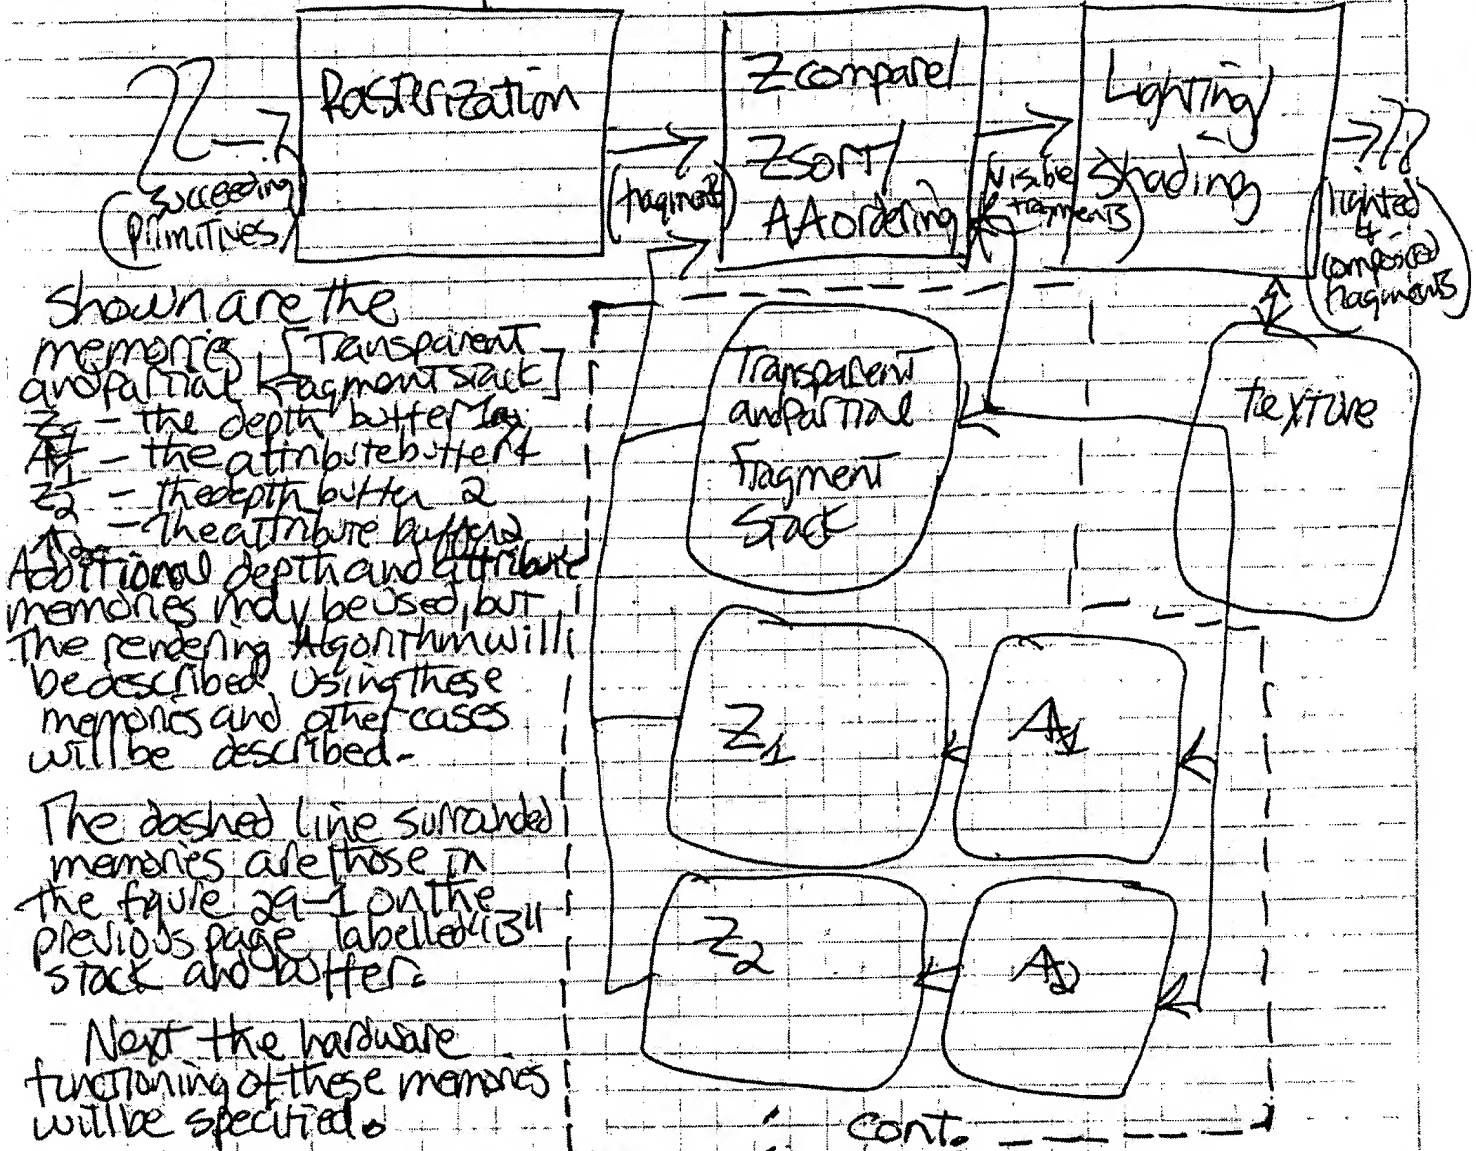 Rasterization
Z compare/
Z sort/
AA ordering
Lighting/
Shading
(succeeding
primitives)
(fragments)
(visible
fragments)
(lighted
&
composited
fragments)
Shown are the
memories, [Transparent
and partial fragment stack]
Z1 - the depth buffer 1
A1 - the attribute buffer 1
Z2 - the depth buffer 2
A2 - the attribute buffer 2
Additional depth and attribute
memories may be used, but
the rendering Algorithm will
be described using these
memories and other cases
will be described.
The dashed line surrounded
memories are those in
the figure 29-1 on the
previous page labelled "B"
stack and buffer.
Next the hardware
functioning of these memories
will be specified.
Transparent
and Partial
Fragment
Stack
Texture
Z1
A1
Z2
A2
cont.